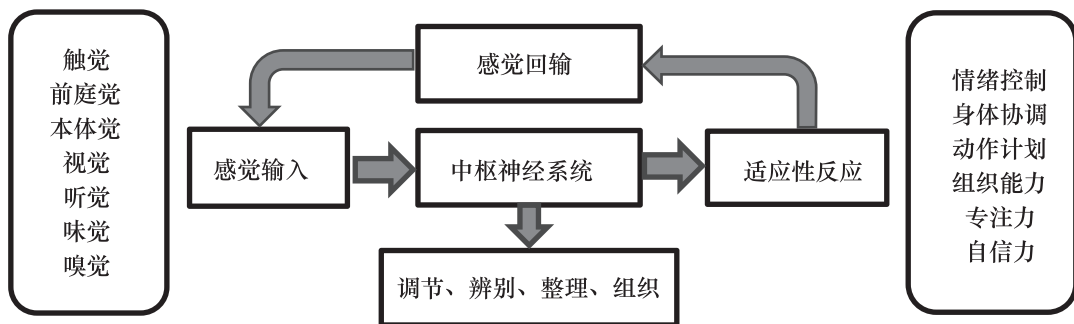 触觉
前庭觉
本体觉
视觉
听觉
味觉
嗅觉
感觉回输
感觉输入
中枢神经系统
适应性反应
调节、辨别、整理、组织
情绪控制
身体协调
动作计划
组织能力
专注力
自信力